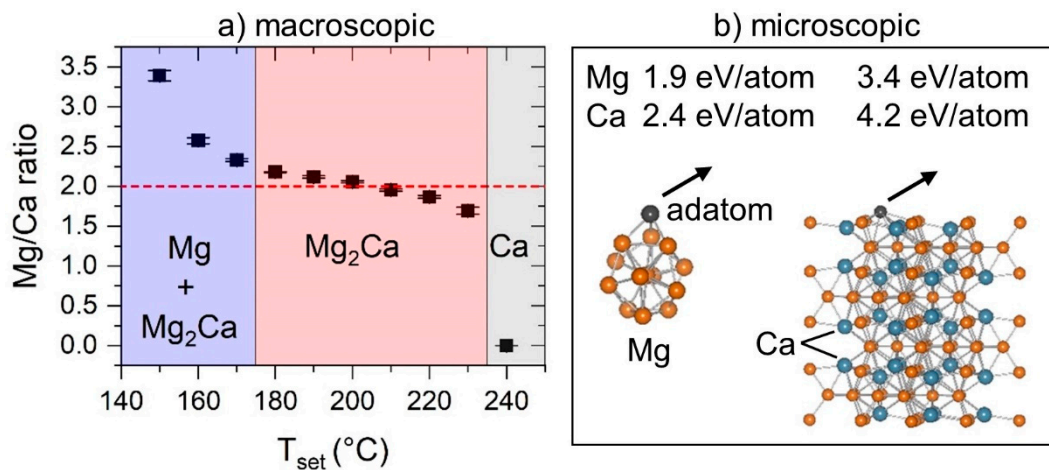 a) macroscopic
Mg/Ca ratio
3.5
3.0
2.5
2.0
1.5
1.0
0.5
0.0
Mg
+
Mg₂Ca
Mg₂Ca
Ca
140 160 180 200 220 240
T_set (°C)
b) microscopic
Mg 1.9 eV/atom 3.4 eV/atom
Ca 2.4 eV/atom 4.2 eV/atom
adatom
Mg
Ca